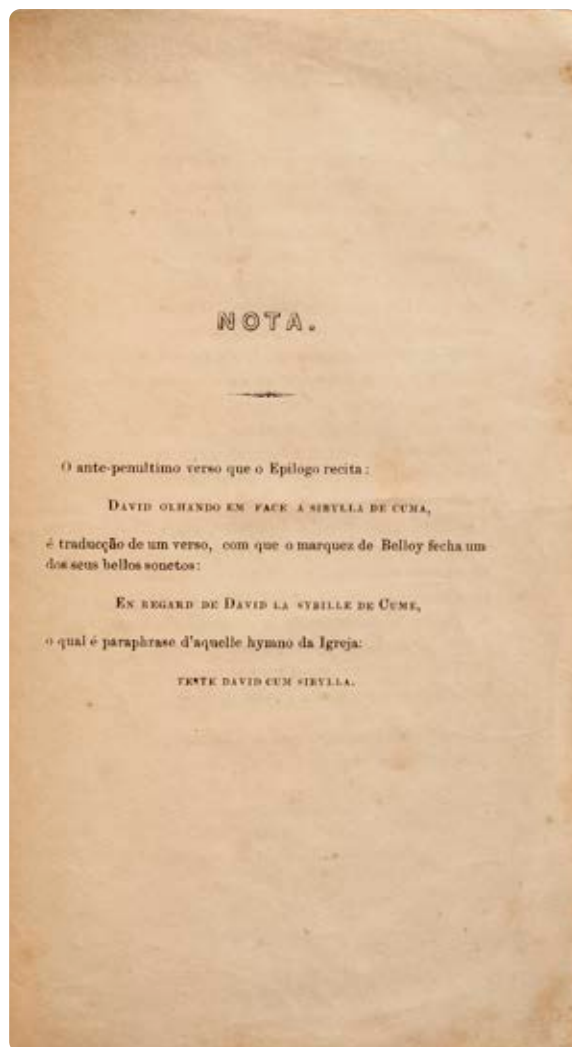 NOTA.
O ante-penultimo verso que o Epilogo recita:
DAVID OLHANDO EM FACE A SIBYLLA DE CUMA,
é traducção de um verso, com que o marquez de Belloy fecha um
dos seus bellos sonetos:
EN REGARD DE DAVID LA SYBILLE DE CUME,
o qual é paraphrase d'aquelle hymno da Igreja:
TESTE DAVID CUM SIBYLLA.